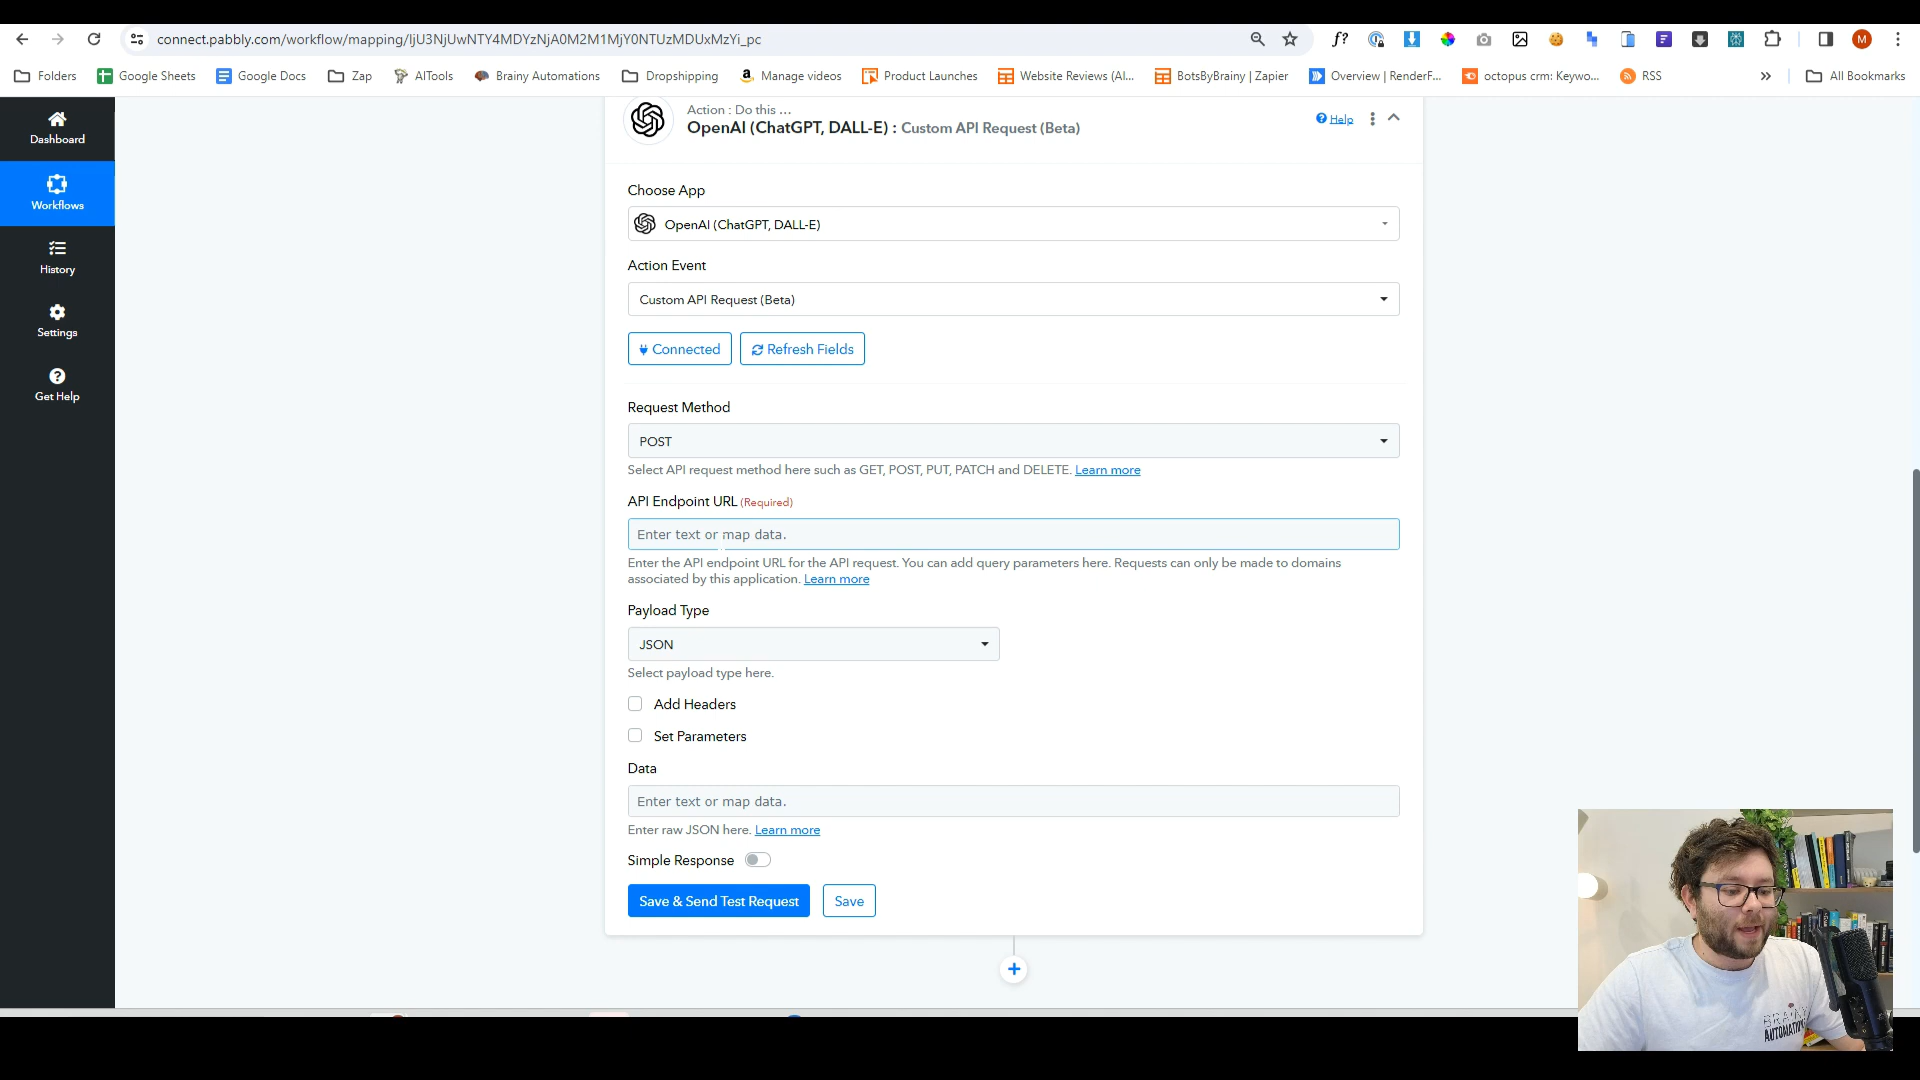 connect.pabbly.com/workflow/mapping/IjU3NjUwNTY4MDYzNjA0M2M1MjY0NTUzMDUxMzYi_pc
f?
M
Folders
Google Sheets
Google Docs
Zap
AITools
Brainy Automations
Dropshipping
Manage videos
Product Launches
Website Reviews (Al...
BotsByBrainy | Zapier
Overview | RenderF...
octopus crm: Keywo...
RSS
All Bookmarks
Dashboard
Workflows
History
Settings
Get Help
Action : Do this ...
OpenAI (ChatGPT, DALL-E) : Custom API Request (Beta)
Help
Choose App
OpenAI (ChatGPT, DALL-E)
Action Event
Custom API Request (Beta)
Connected
Refresh Fields
Request Method
POST
Select API request method here such as GET, POST, PUT, PATCH and DELETE. Learn more
API Endpoint URL (Required)
Enter text or map data.
Enter the API endpoint URL for the API request. You can add query parameters here. Requests can only be made to domains
associated by this application. Learn more
Payload Type
JSON
Select payload type here.
Add Headers
Set Parameters
Data
Enter text or map data.
Enter raw JSON here. Learn more
Simple Response
Save & Send Test Request
Save
BRAINY
AUTOMATIONS